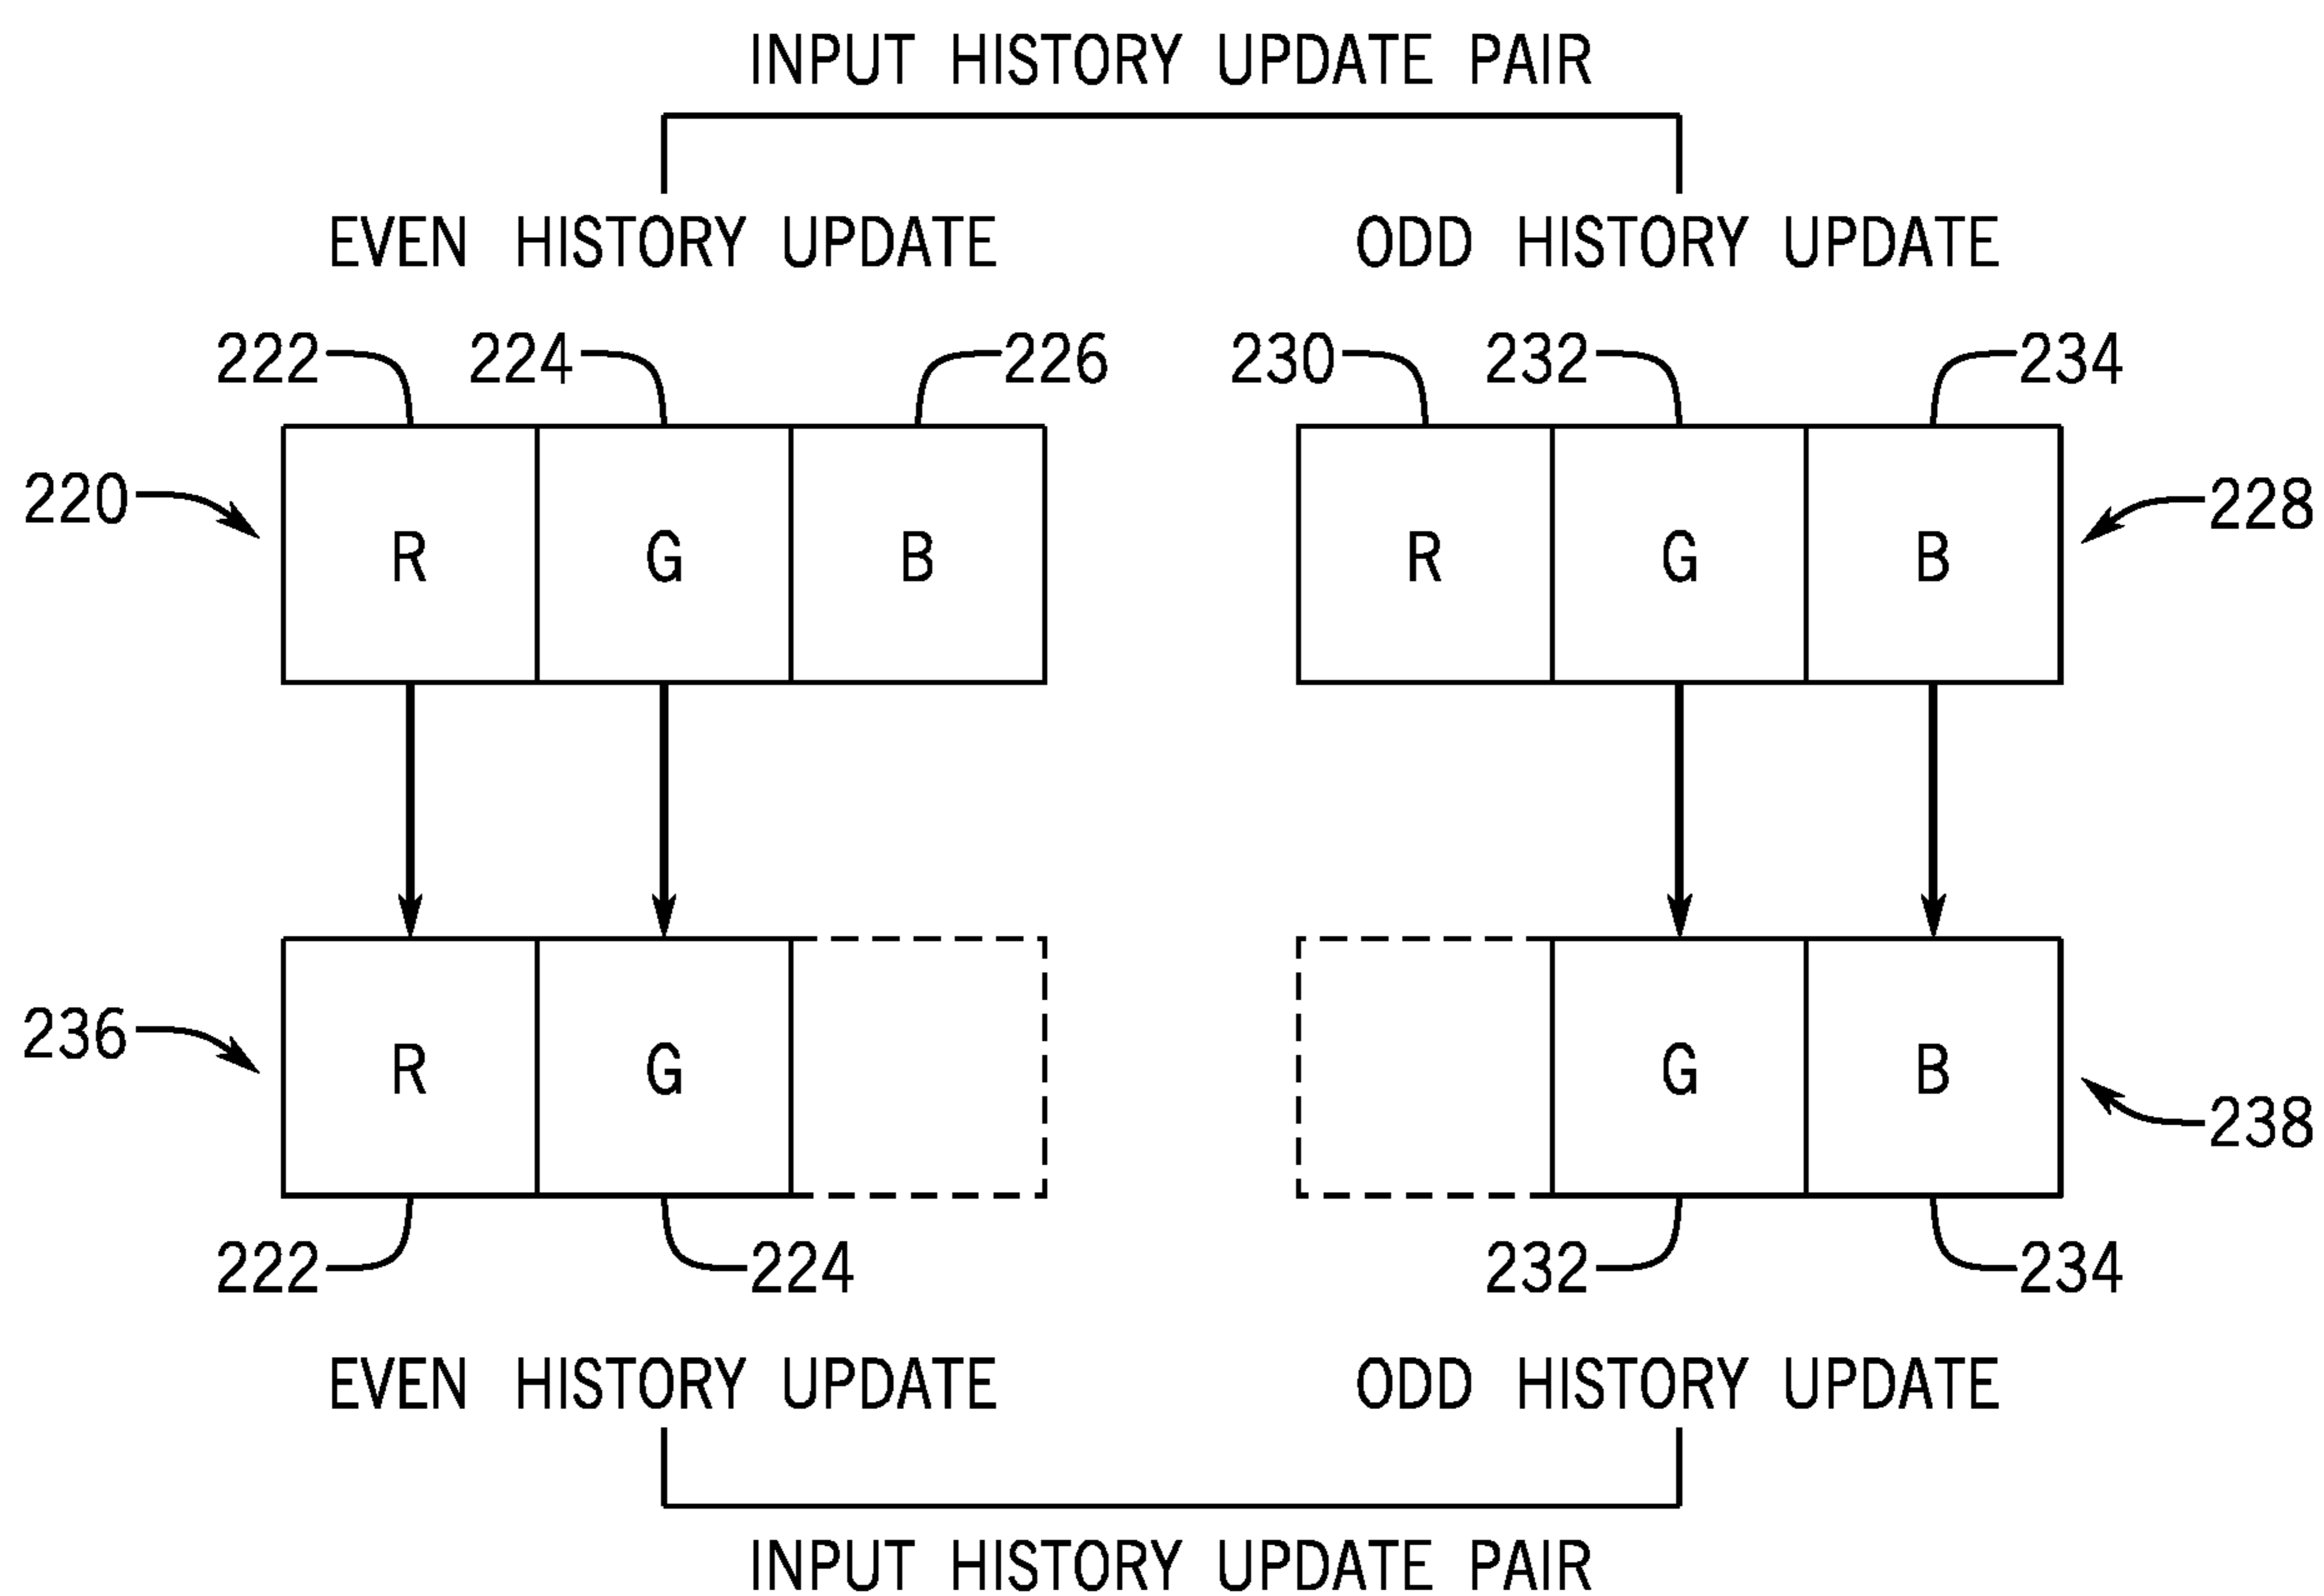 INPUT HISTORY UPDATE PAIR
EVEN HISTORY UPDATE
ODD HISTORY UPDATE
222 224 226 230 232 234
220 R G B R G B 228
236 R G G B 238
222 224 232 234
EVEN HISTORY UPDATE
ODD HISTORY UPDATE
INPUT HISTORY UPDATE PAIR